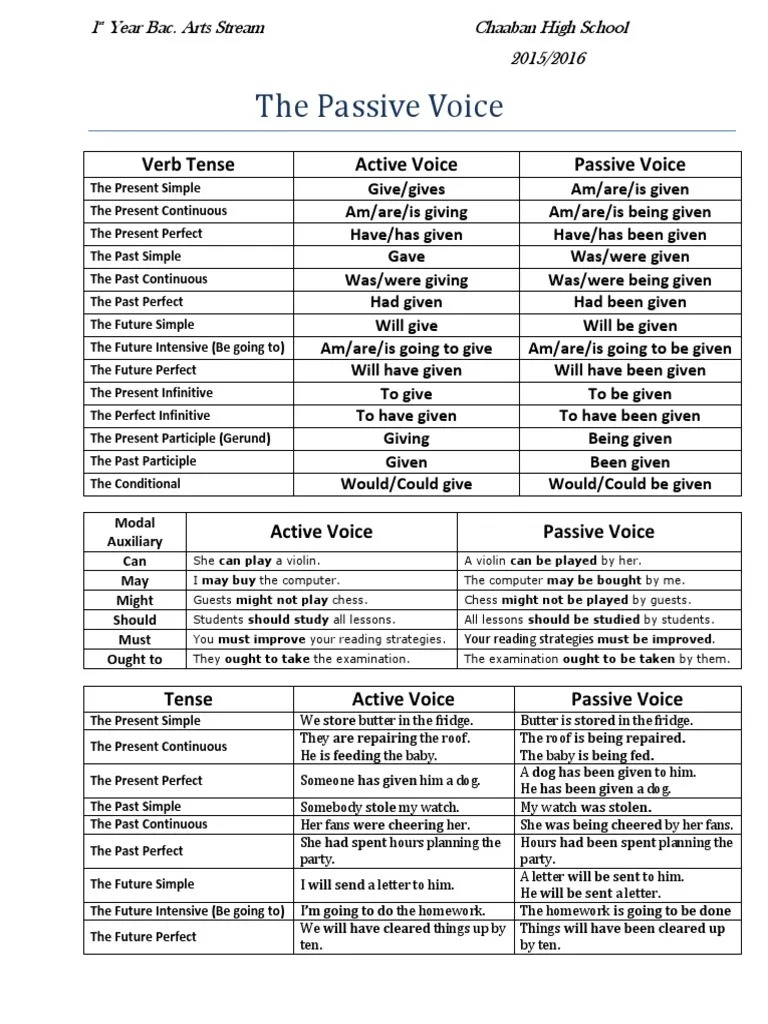 1st Year Bac. Arts Stream Chaaban High School
2015/2016
The Passive Voice
Verb Tense Active Voice Passive Voice
The Present Simple Give/gives Am/are/is given
The Present Continuous Am/are/is giving Am/are/is being given
The Present Perfect Have/has given Have/has been given
The Past Simple Gave Was/were given
The Past Continuous Was/were giving Was/were being given
The Past Perfect Had given Had been given
The Future Simple Will give Will be given
The Future Intensive (Be going to) Am/are/is going to give Am/are/is going to be given
The Future Perfect Will have given Will have been given
The Present Infinitive To give To be given
The Perfect Infinitive To have given To have been given
The Present Participle (Gerund) Giving Being given
The Past Participle Given Been given
The Conditional Would/Could give Would/Could be given
Modal
Auxiliary Active Voice Passive Voice
Can She can play a violin. A violin can be played by her.
May I may buy the computer. The computer may be bought by me.
Might Guests might not play chess. Chess might not be played by guests.
Should Students should study all lessons. All lessons should be studied by students.
Must You must improve your reading strategies. Your reading strategies must be improved.
Ought to They ought to take the examination. The examination ought to be taken by them.
Tense Active Voice Passive Voice
The Present Simple We store butter in the fridge. Butter is stored in the fridge.
The Present Continuous They are repairing the roof. The roof is being repaired.
He is feeding the baby. The baby is being fed.
The Present Perfect Someone has given him a dog. A dog has been given to him.
He has been given a dog.
The Past Simple Somebody stole my watch. My watch was stolen.
The Past Continuous Her fans were cheering her. She was being cheered by her fans.
The Past Perfect She had spent hours planning the Hours had been spent planning the
party. party.
The Future Simple I will send a letter to him. A letter will be sent to him.
He will be sent a letter.
The Future Intensive (Be going to) I'm going to do the homework. The homework is going to be done
The Future Perfect We will have cleared things up by Things will have been cleared up
ten. by ten.